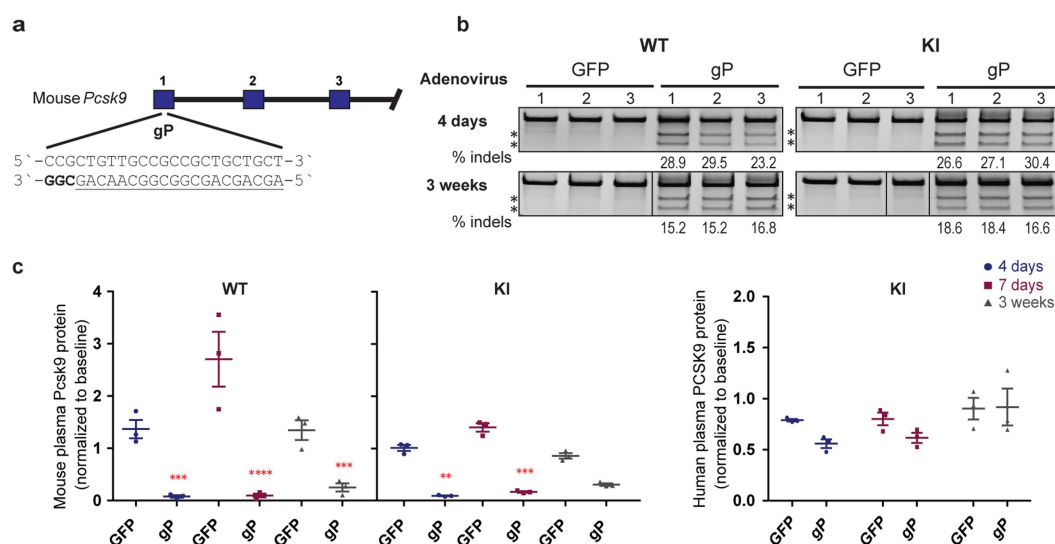 a
1 2 3
Mouse Pcsk9
gP
5`-CCGCTGTTGCCGCCGCTGCTGCT-3`
3`-GGCGACAACGGCGGCGACGACGA-5`
b
WT KI
Adenovirus GFP gP GFP gP
1 2 3 1 2 3 1 2 3 1 2 3
4 days
*
*
*
*
% indels 28.9 29.5 23.2 26.6 27.1 30.4
3 weeks
*
*
*
*
% indels 15.2 15.2 16.8 18.6 18.4 16.6
c
WT KI
Mouse plasma Pcsk9 protein
(normalized to baseline)
4
3
2
1
0
*** **** *** ** ***
GFP gP GFP gP GFP gP GFP gP GFP gP GFP gP
KI
4 days
7 days
3 weeks
Human plasma PCSK9 protein
(normalized to baseline)
2.0
1.5
1.0
0.5
0.0
GFP gP GFP gP GFP gP